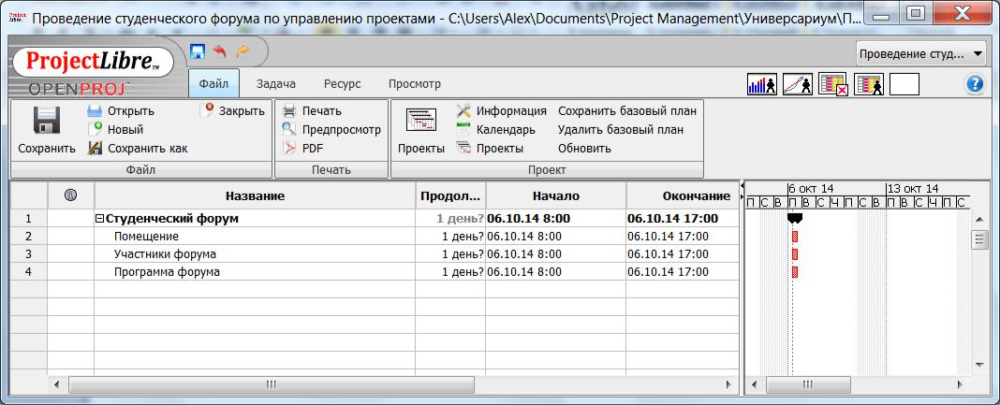 Проведение студенческого форума по управлению проектами - C:\Users\Alex\Documents\Project Management\Универсариум\П...
ProjectLibre™
OPENPROJ
Проведение студ...
Файл Задача Ресурс Просмотр
Сохранить
Открыть
Новый
Сохранить как
Закрыть
Файл
Печать
Предпросмотр
PDF
Печать
Проекты
Информация
Календарь
Проекты
Сохранить базовый план
Удалить базовый план
Обновить
Проект
Название Продол... Начало Окончание
1 Студенческий форум 1 день? 06.10.14 8:00 06.10.14 17:00
2 Помещение 1 день? 06.10.14 8:00 06.10.14 17:00
3 Участники форума 1 день? 06.10.14 8:00 06.10.14 17:00
4 Программа форума 1 день? 06.10.14 8:00 06.10.14 17:00
6 окт 14 13 окт 14
П С В П В С Ч П С В П В С Ч П С